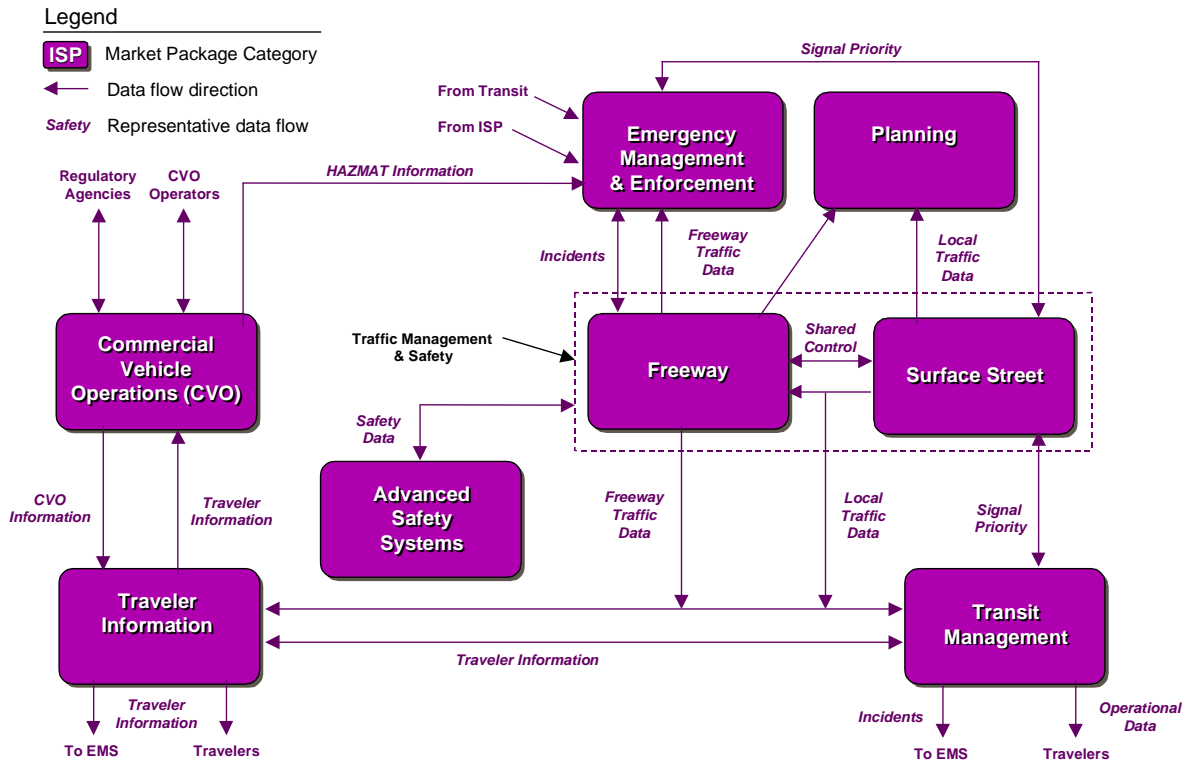 Legend
ISP
Market Package Category
Data flow direction
Safety
Representative data flow
Signal Priority
From Transit
From ISP
Emergency
Management
& Enforcement
Planning
HAZMAT Information
Regulatory
Agencies
CVO
Operators
Incidents
Freeway
Traffic
Data
Local
Traffic
Data
Commercial
Vehicle
Operations (CVO)
Traffic Management
& Safety
Freeway
Shared
Control
Surface Street
Safety
Data
Advanced
Safety
Systems
CVO
Information
Traveler
Information
Freeway
Traffic
Data
Local
Traffic
Data
Signal
Priority
Traveler
Information
Transit
Management
Traveler Information
Traveler
Information
To EMS
Travelers
Incidents
Operational
Data
To EMS
Travelers